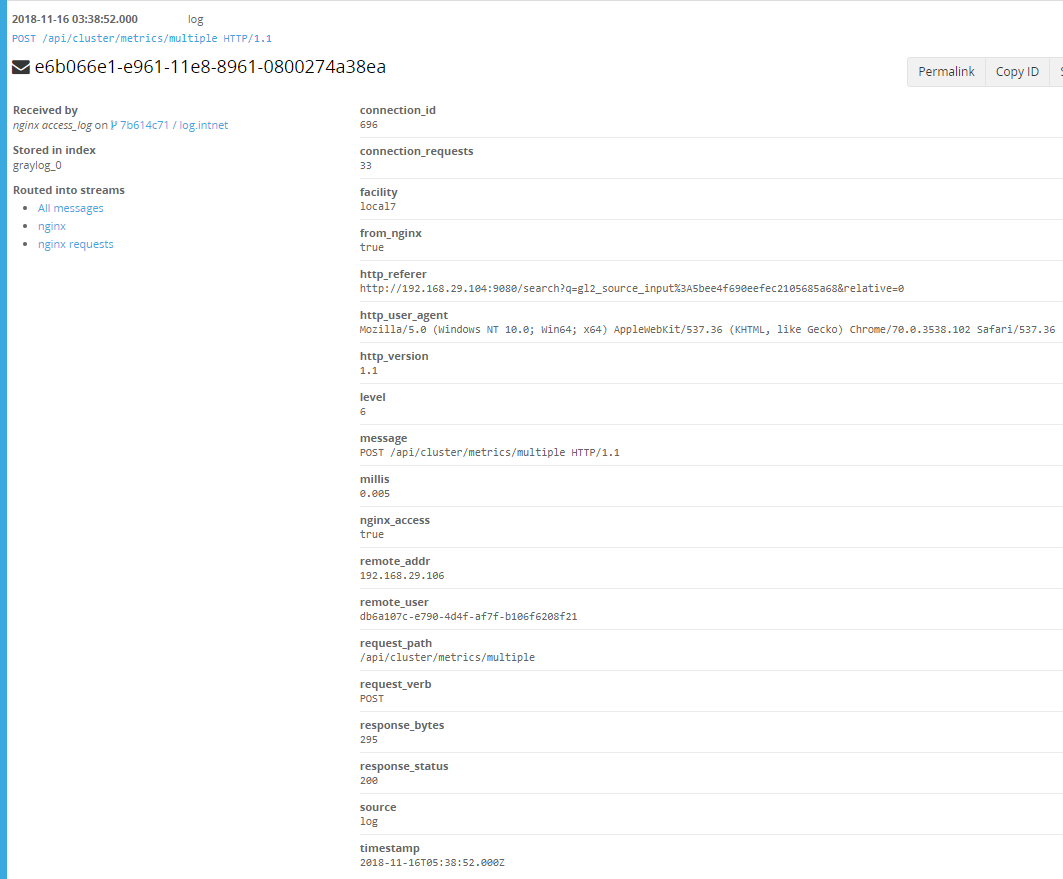 2018-11-16 03:38:52.000 log
POST /api/cluster/metrics/multiple HTTP/1.1
e6b066e1-e961-11e8-8961-0800274a38ea
Permalink Copy ID
Received by
nginx access_log on 7b614c71 / log.intnet
Stored in index
graylog_0
Routed into streams
All messages
nginx
nginx requests
connection_id
696
connection_requests
33
facility
local7
from_nginx
true
http_referer
http://192.168.29.104:9080/search?q=gl2_source_input%3A5bee4f690eefec2105685a68&relative=0
http_user_agent
Mozilla/5.0 (Windows NT 10.0; Win64; x64) AppleWebKit/537.36 (KHTML, like Gecko) Chrome/70.0.3538.102 Safari/537.36
http_version
1.1
level
6
message
POST /api/cluster/metrics/multiple HTTP/1.1
millis
0.005
nginx_access
true
remote_addr
192.168.29.106
remote_user
db6a107c-e790-4d4f-af7f-b106f6208f21
request_path
/api/cluster/metrics/multiple
request_verb
POST
response_bytes
295
response_status
200
source
log
timestamp
2018-11-16T05:38:52.000Z